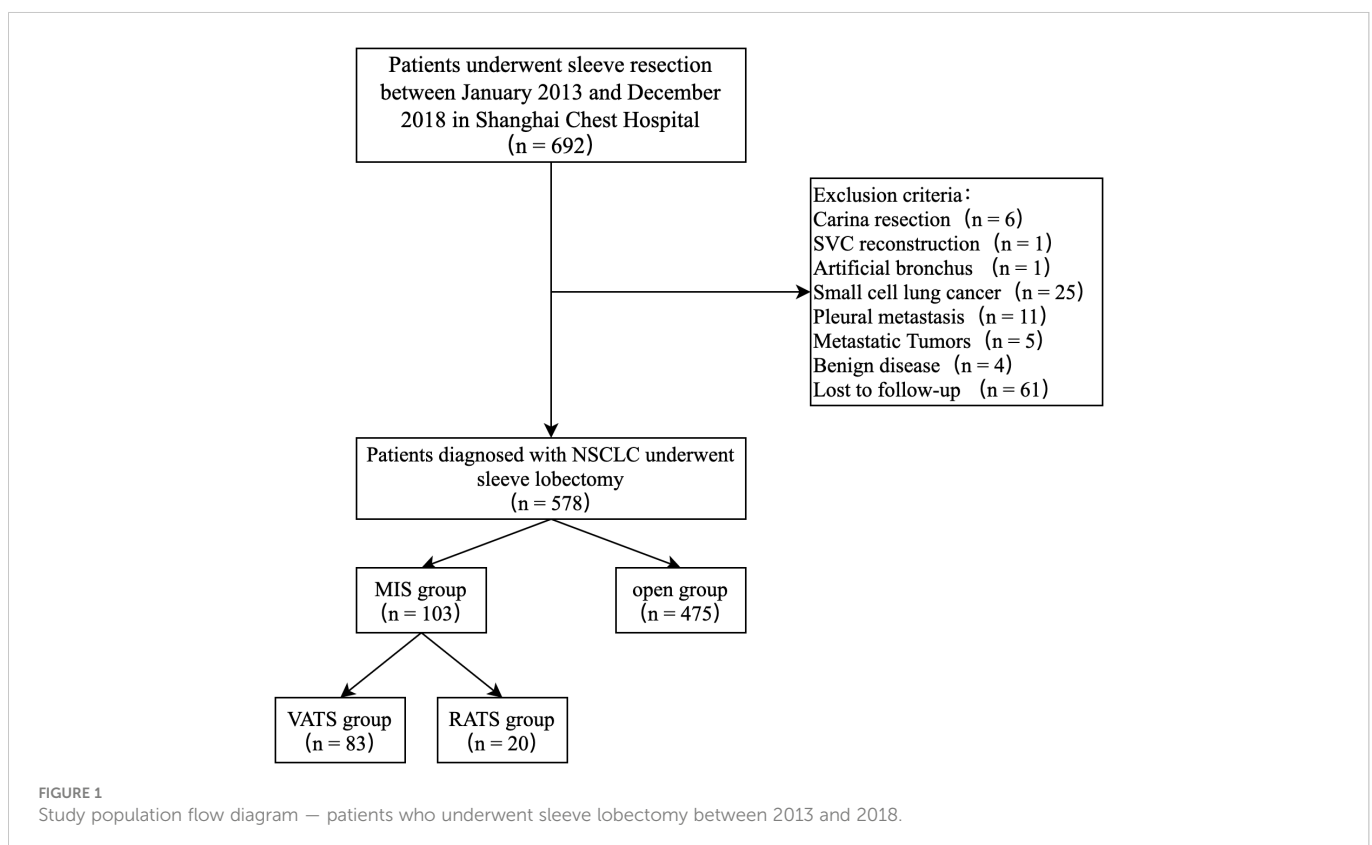 Patients underwent sleeve resection
between January 2013 and December
2018 in Shanghai Chest Hospital
(n = 692)
Exclusion criteria:
Carina resection (n = 6)
SVC reconstruction (n = 1)
Artificial bronchus (n = 1)
Small cell lung cancer (n = 25)
Pleural metastasis (n = 11)
Metastatic Tumors (n = 5)
Benign disease (n = 4)
Lost to follow-up (n = 61)
Patients diagnosed with NSCLC underwent
sleeve lobectomy
(n = 578)
MIS group
(n = 103)
open group
(n = 475)
VATS group
(n = 83)
RATS group
(n = 20)
FIGURE 1
Study population flow diagram — patients who underwent sleeve lobectomy between 2013 and 2018.